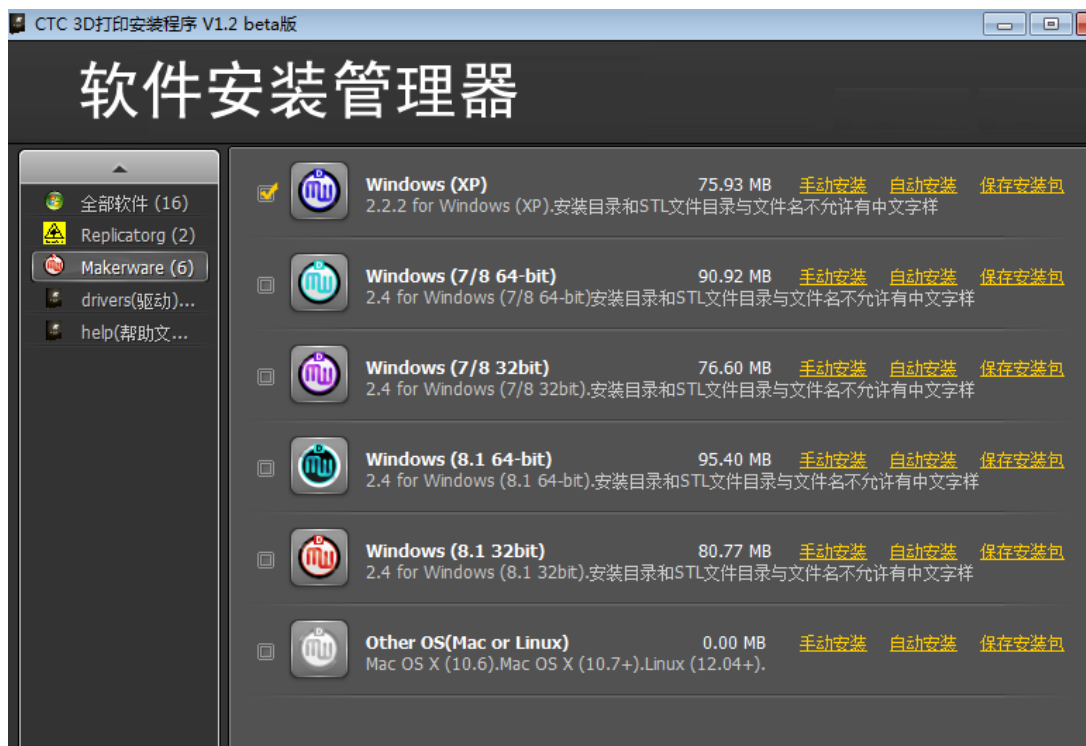 CTC 3D打印安装程序 V1.2 beta版
软件安装管理器
全部软件 (16)
Replicatorg (2)
Makerware (6)
drivers(驱动)...
help(帮助文...
Windows (XP) 75.93 MB 手动安装 自动安装 保存安装包
2.2.2 for Windows (XP).安装目录和STL文件目录与文件名不允许有中文字样
Windows (7/8 64-bit) 90.92 MB 手动安装 自动安装 保存安装包
2.4 for Windows (7/8 64-bit)安装目录和STL文件目录与文件名不允许有中文字样
Windows (7/8 32bit) 76.60 MB 手动安装 自动安装 保存安装包
2.4 for Windows (7/8 32bit).安装目录和STL文件目录与文件名不允许有中文字样
Windows (8.1 64-bit) 95.40 MB 手动安装 自动安装 保存安装包
2.4 for Windows (8.1 64-bit).安装目录和STL文件目录与文件名不允许有中文字样
Windows (8.1 32bit) 80.77 MB 手动安装 自动安装 保存安装包
2.4 for Windows (8.1 32bit).安装目录和STL文件目录与文件名不允许有中文字样
Other OS(Mac or Linux) 0.00 MB 手动安装 自动安装 保存安装包
Mac OS X (10.6).Mac OS X (10.7+).Linux (12.04+).